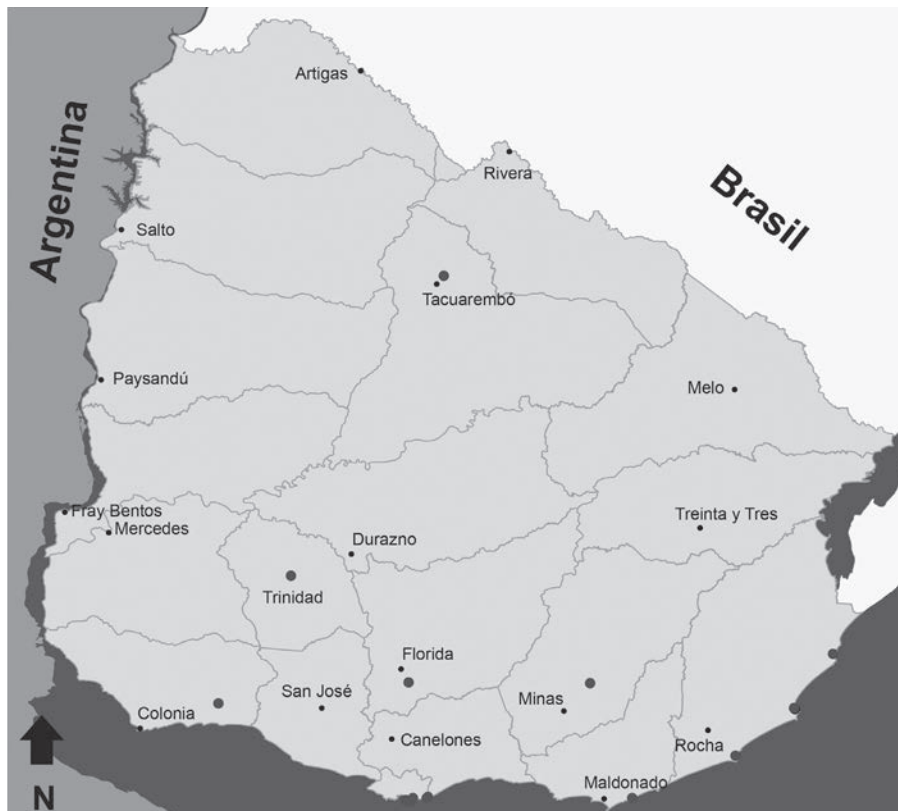 Artigas
Argentina
Rivera
Brasil
Salto
Tacuarembó
Paysandú
Melo
Fray Bentos
Mercedes
Treinta y Tres
Durazno
Trinidad
Florida
San José
Minas
Colonia
Canelones
Rocha
Maldonado
N